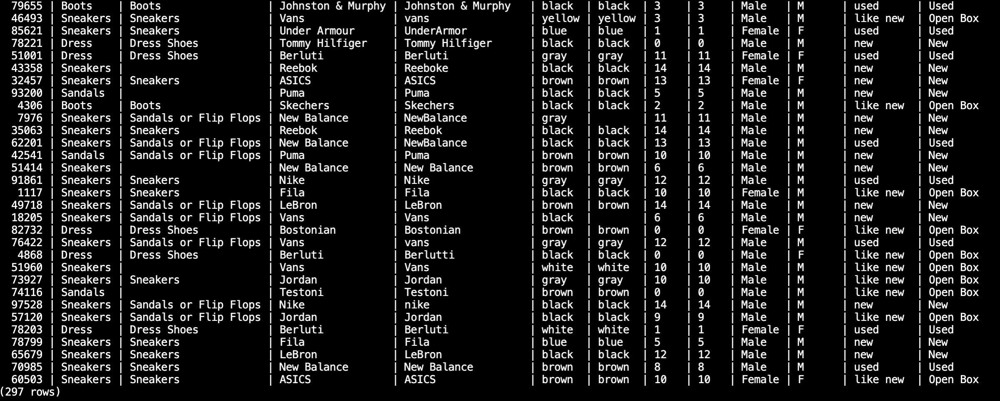 79655 | Boots | Boots | Johnston & Murphy | Johnston & Murphy | black | black | 3 | 3 | Male | M | used | Used
46493 | Sneakers | Sneakers | Vans | vans | yellow | yellow | 3 | 3 | Male | M | like new | Open Box
85621 | Sneakers | Sneakers | Under Armour | UnderArmor | blue | blue | 1 | 1 | Female | F | used | Used
78221 | Dress | Dress Shoes | Tommy Hilfiger | Tommy Hilfiger | black | black | 0 | 0 | Male | M | new | New
51001 | Dress | Dress Shoes | Berluti | Berluti | gray | gray | 11 | 11 | Female | F | used | Used
43358 | Sneakers | | Reebok | Reeboke | black | black | 14 | 14 | Male | M | new | New
32457 | Sneakers | Sneakers | ASICS | ASICS | brown | brown | 13 | 13 | Female | F | new | New
93200 | Sandals | | Puma | Puma | black | black | 5 | 5 | Male | M | new | New
4306 | Boots | Boots | Skechers | Skechers | black | black | 2 | 2 | Male | M | like new | Open Box
7976 | Sneakers | Sandals or Flip Flops | New Balance | NewBalance | gray | | 11 | 11 | Male | M | new | New
35063 | Sneakers | Sneakers | Reebok | Reebok | black | black | 14 | 14 | Male | M | new | New
62201 | Sneakers | Sandals or Flip Flops | New Balance | NewBalance | black | black | 13 | 13 | Male | M | used | Used
42541 | Sandals | Sandals or Flip Flops | Puma | Puma | brown | brown | 10 | 10 | Male | M | new | New
51414 | Sneakers | | New Balance | New Balance | brown | brown | 6 | 6 | Male | M | new | New
91861 | Sneakers | Sneakers | Nike | Nike | gray | gray | 12 | 12 | Male | M | used | Used
1117 | Sneakers | Sneakers | Fila | Fila | black | black | 10 | 10 | Female | M | like new | Open Box
49718 | Sneakers | Sandals or Flip Flops | LeBron | LeBron | brown | brown | 14 | 14 | Male | M | new | New
18205 | Sneakers | Sandals or Flip Flops | Vans | Vans | black | | 6 | 6 | Male | M | new | New
82732 | Dress | Dress Shoes | Bostonian | Bostonian | brown | brown | 0 | 0 | Female | F | like new | Open Box
76422 | Sneakers | Sandals or Flip Flops | Vans | vans | gray | gray | 12 | 12 | Male | M | used | Used
4868 | Dress | Dress Shoes | Berluti | Berlutti | black | black | 0 | 0 | Male | F | like new | Open Box
51960 | Sneakers | | Vans | Vans | white | white | 10 | 10 | Male | M | like new | Open Box
73927 | Sneakers | Sneakers | Jordan | Jordan | gray | gray | 10 | 10 | Male | M | like new | Open Box
74116 | Sandals | | Testoni | Testoni | brown | brown | 0 | 0 | Male | M | like new | Open Box
97528 | Sneakers | Sandals or Flip Flops | Nike | nike | black | black | 14 | 14 | Male | M | new | New
57120 | Sneakers | Sandals or Flip Flops | Jordan | Jordan | black | black | 9 | 9 | Male | M | like new | Open Box
78203 | Dress | Dress Shoes | Berluti | Berluti | white | white | 1 | 1 | Female | F | used | Used
78799 | Sneakers | Sneakers | Fila | Fila | blue | blue | 5 | 5 | Male | M | new | New
65679 | Sneakers | Sneakers | LeBron | LeBron | black | black | 12 | 12 | Male | M | new | New
70985 | Sneakers | Sneakers | New Balance | New Balance | brown | brown | 8 | 8 | Male | M | used | Used
60503 | Sneakers | Sneakers | ASICS | ASICS | brown | brown | 10 | 10 | Female | F | like new | Open Box
(297 rows)